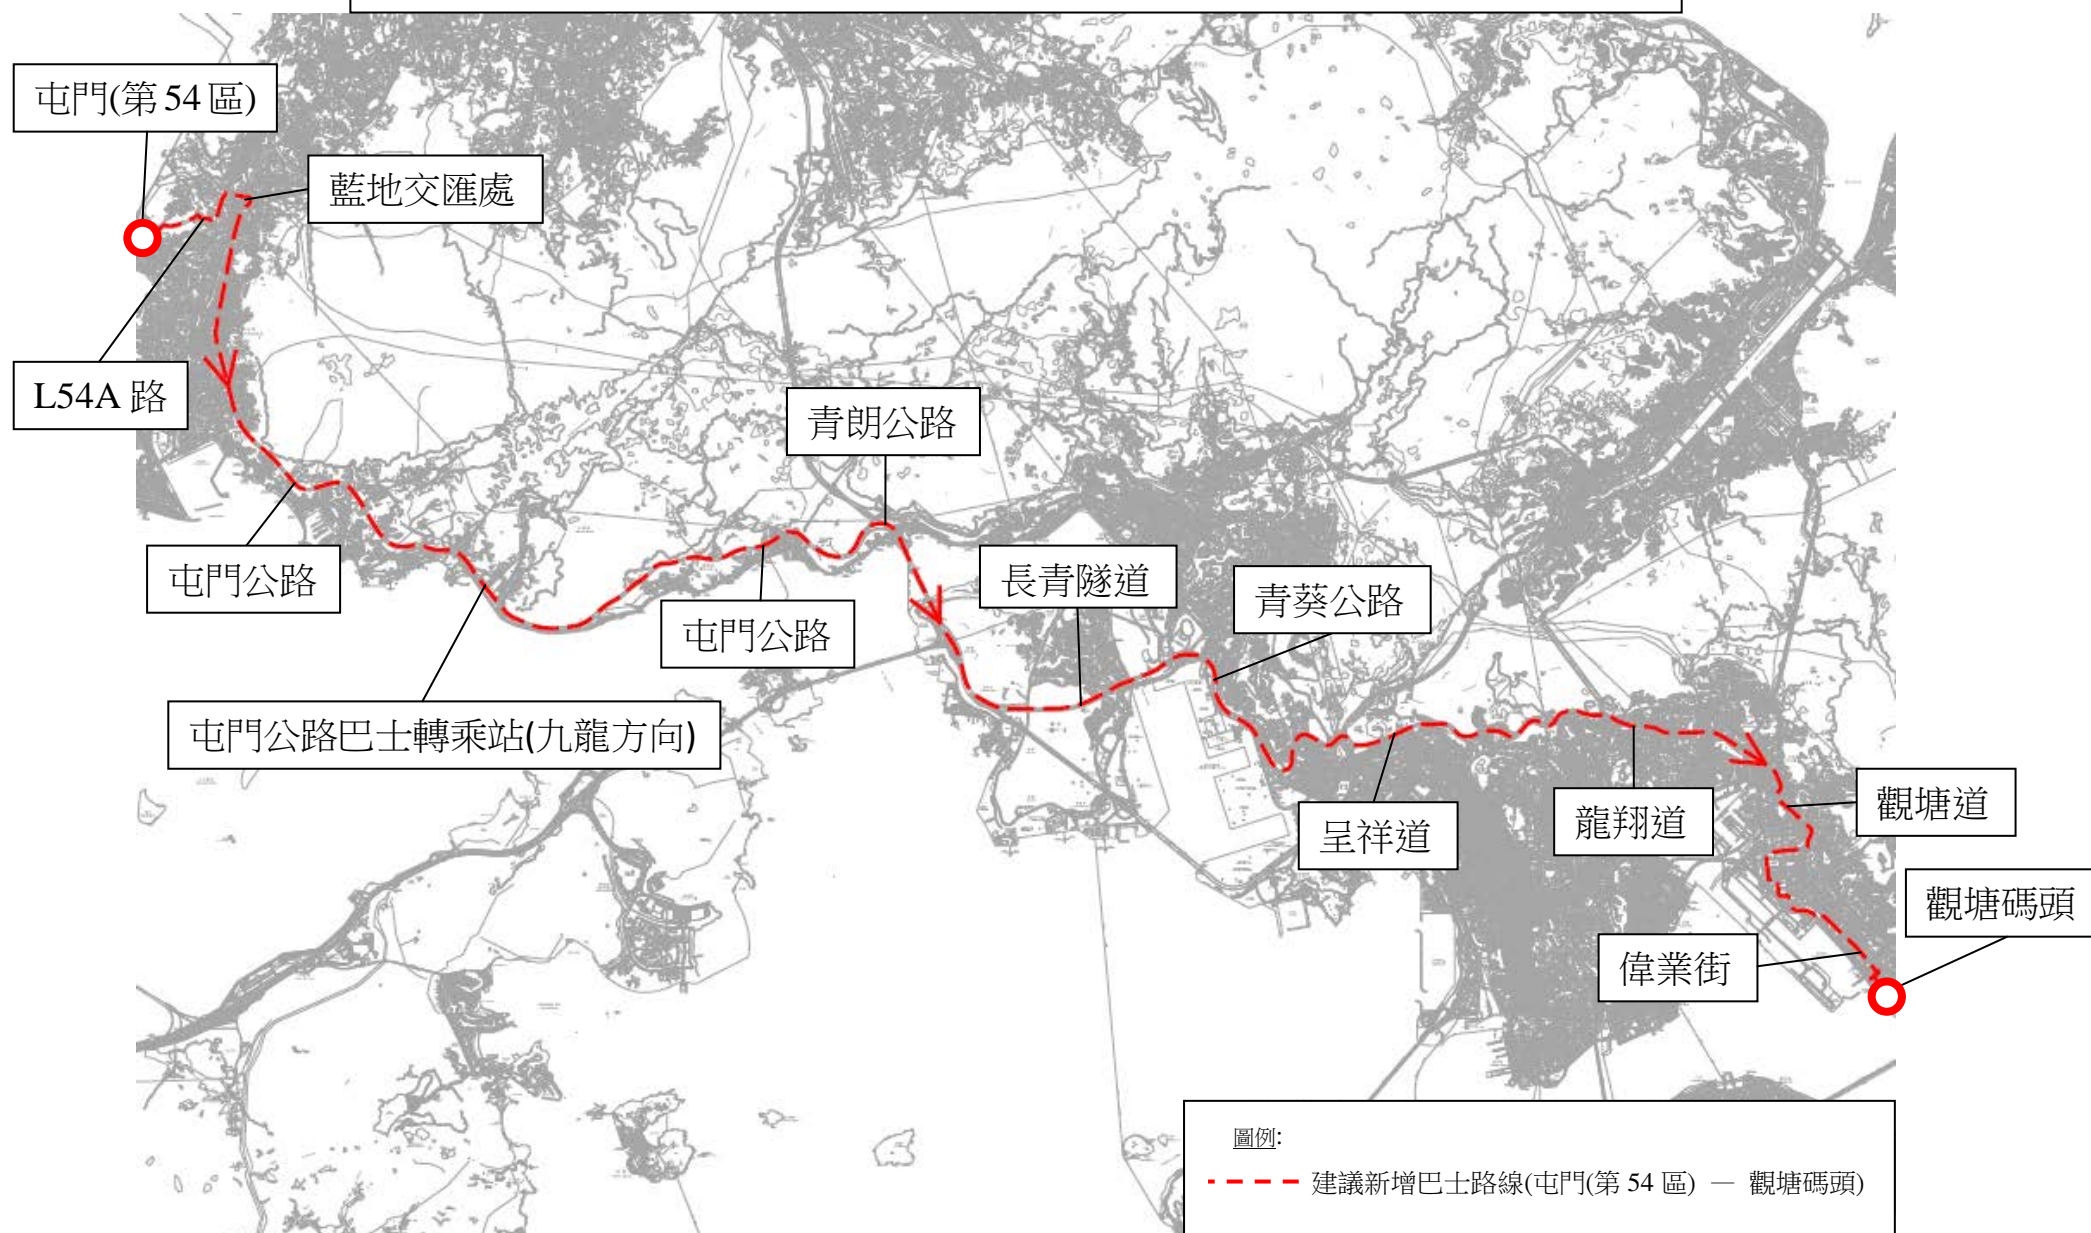 屯門(第 54 區)
藍地交匯處
L54A 路
青朗公路
屯門公路
長青隧道
青葵公路
屯門公路
屯門公路巴士轉乘站(九龍方向)
呈祥道
龍翔道
觀塘道
觀塘碼頭
偉業街
圖例:
建議新增巴士路線(屯門(第 54 區) — 觀塘碼頭)